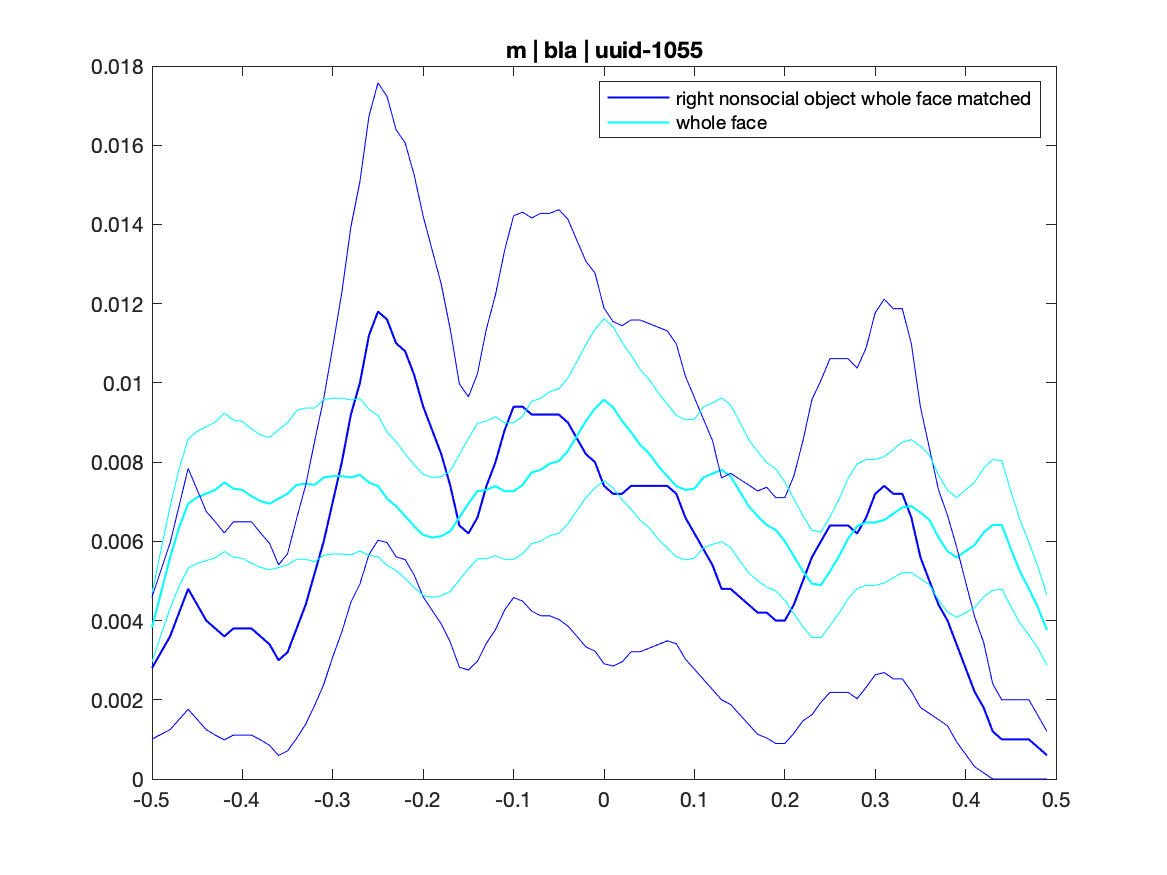 m | bla | uuid-1055
0.018
0.016
0.014
0.012
0.01
0.008
0.006
0.004
0.002
0
right nonsocial object whole face matched
whole face
-0.5 -0.4 -0.3 -0.2 -0.1 0 0.1 0.2 0.3 0.4 0.5